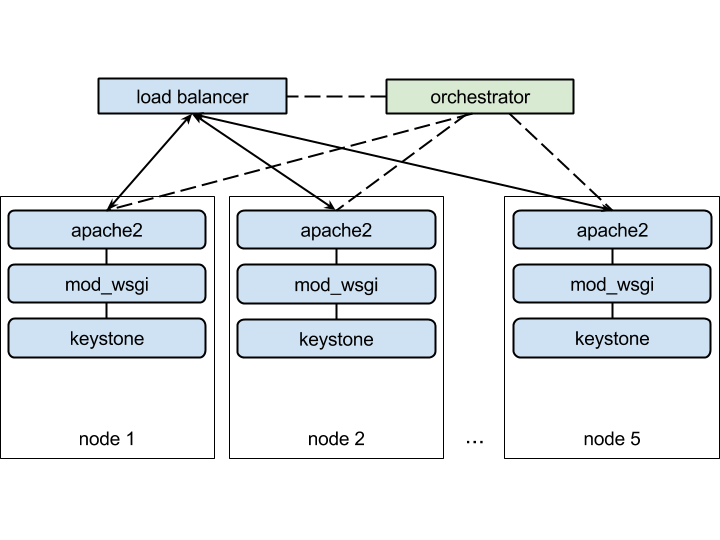 load balancer
orchestrator
apache2
mod_wsgi
keystone
node 1
apache2
mod_wsgi
keystone
node 2
...
apache2
mod_wsgi
keystone
node 5